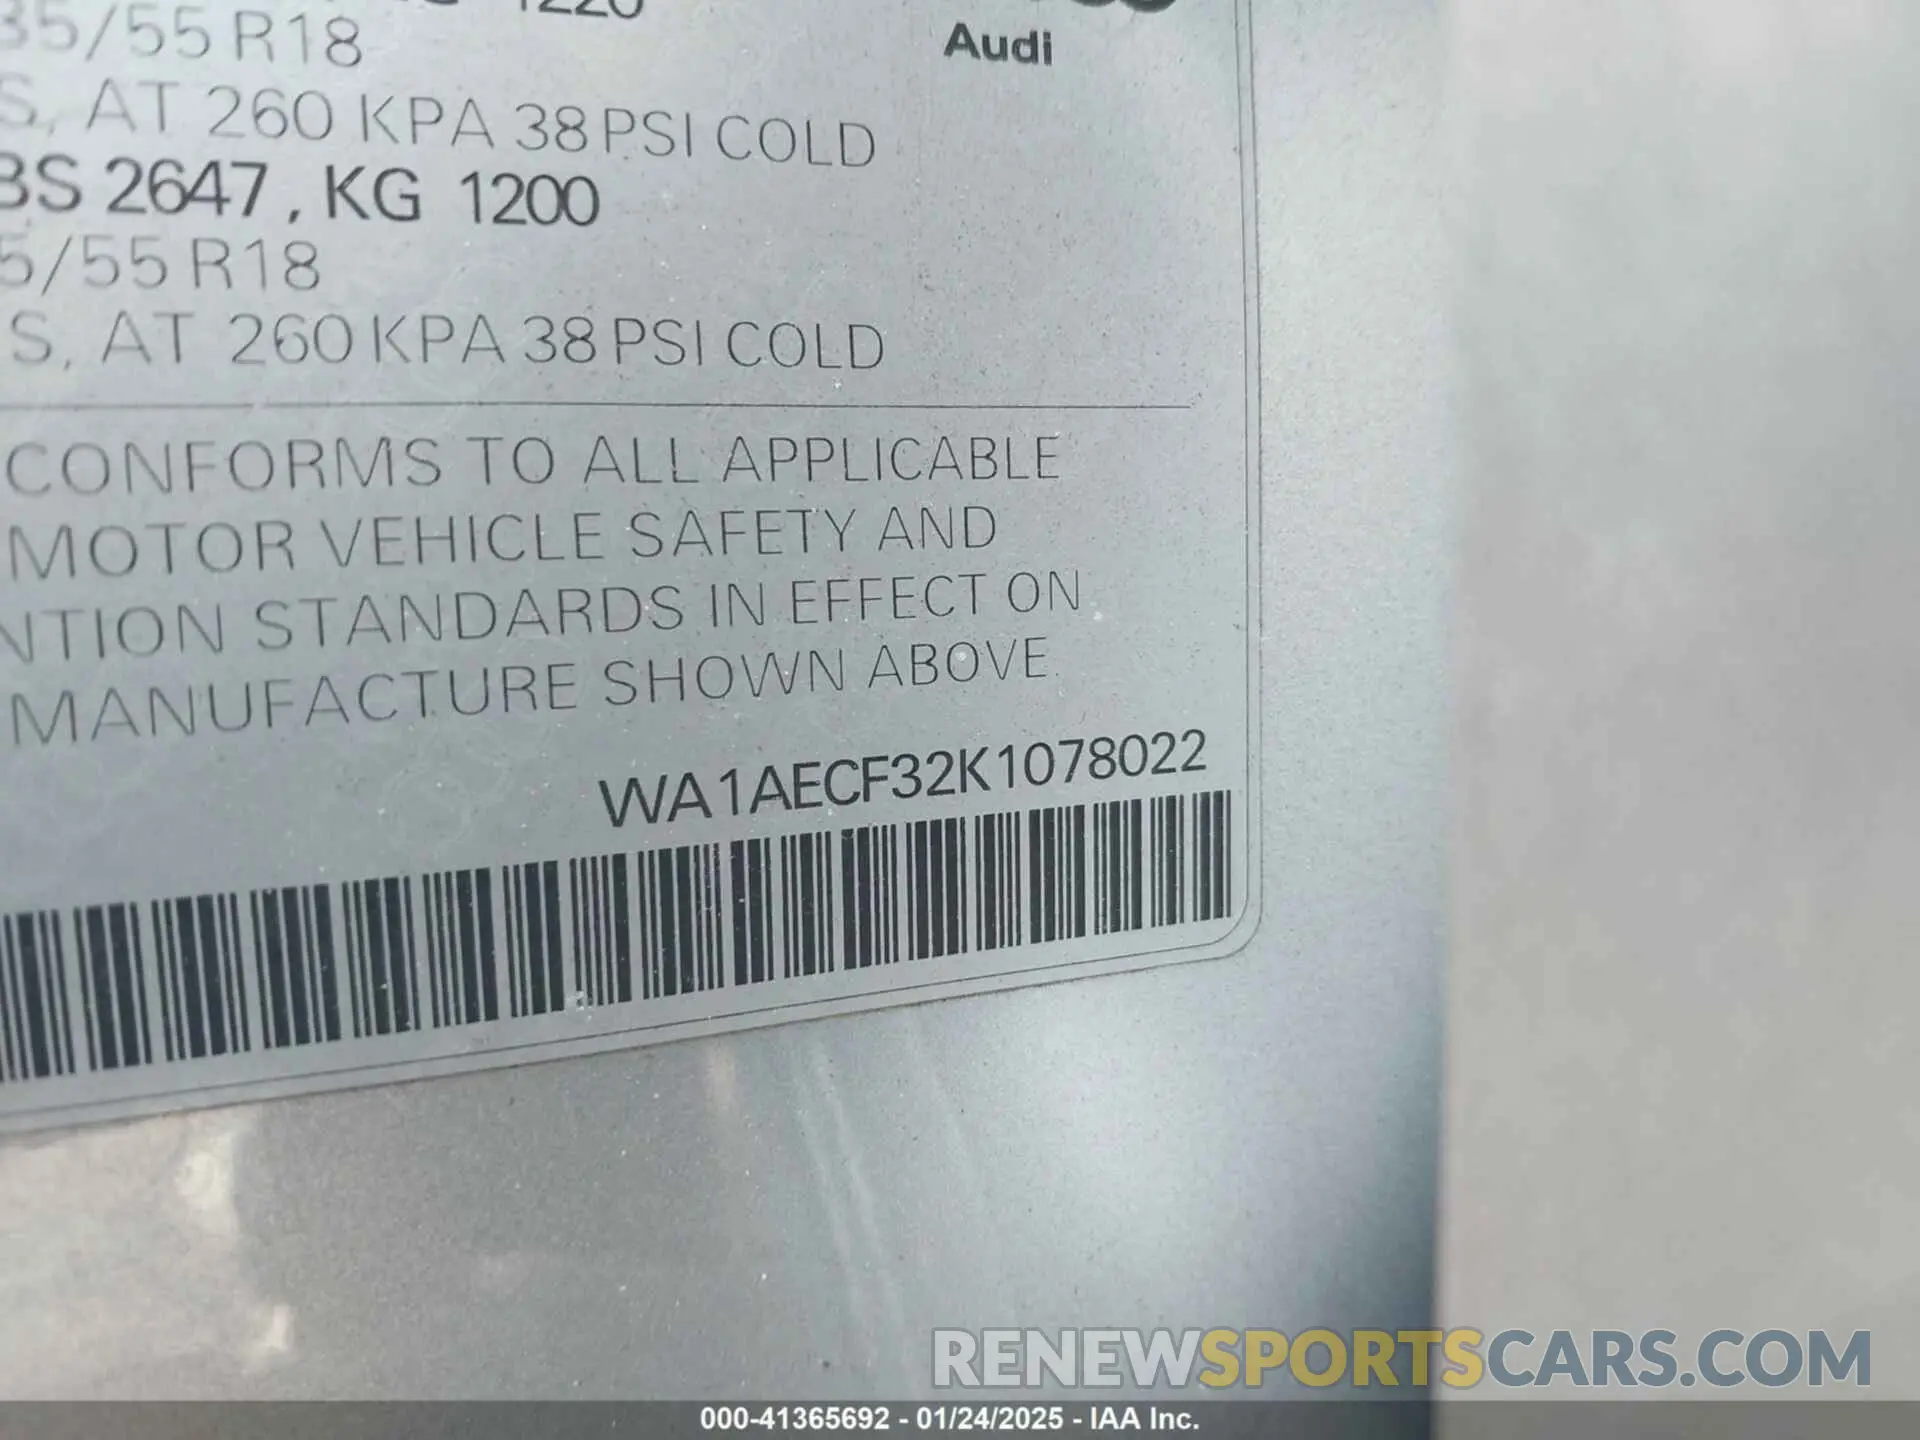 Audi
35/55 R18
S, AT 260 KPA 38 PSI COLD
BS 2647, KG 1200
5/55 R18
S, AT 260 KPA 38 PSI COLD
CONFORMS TO ALL APPLICABLE
MOTOR VEHICLE SAFETY AND
NTION STANDARDS IN EFFECT ON
MANUFACTURE SHOWN ABOVE.
WA1AECF32K1078022
RENEWSPORTSCARS.COM
000-41365692 - 01/24/2025 - IAA Inc.